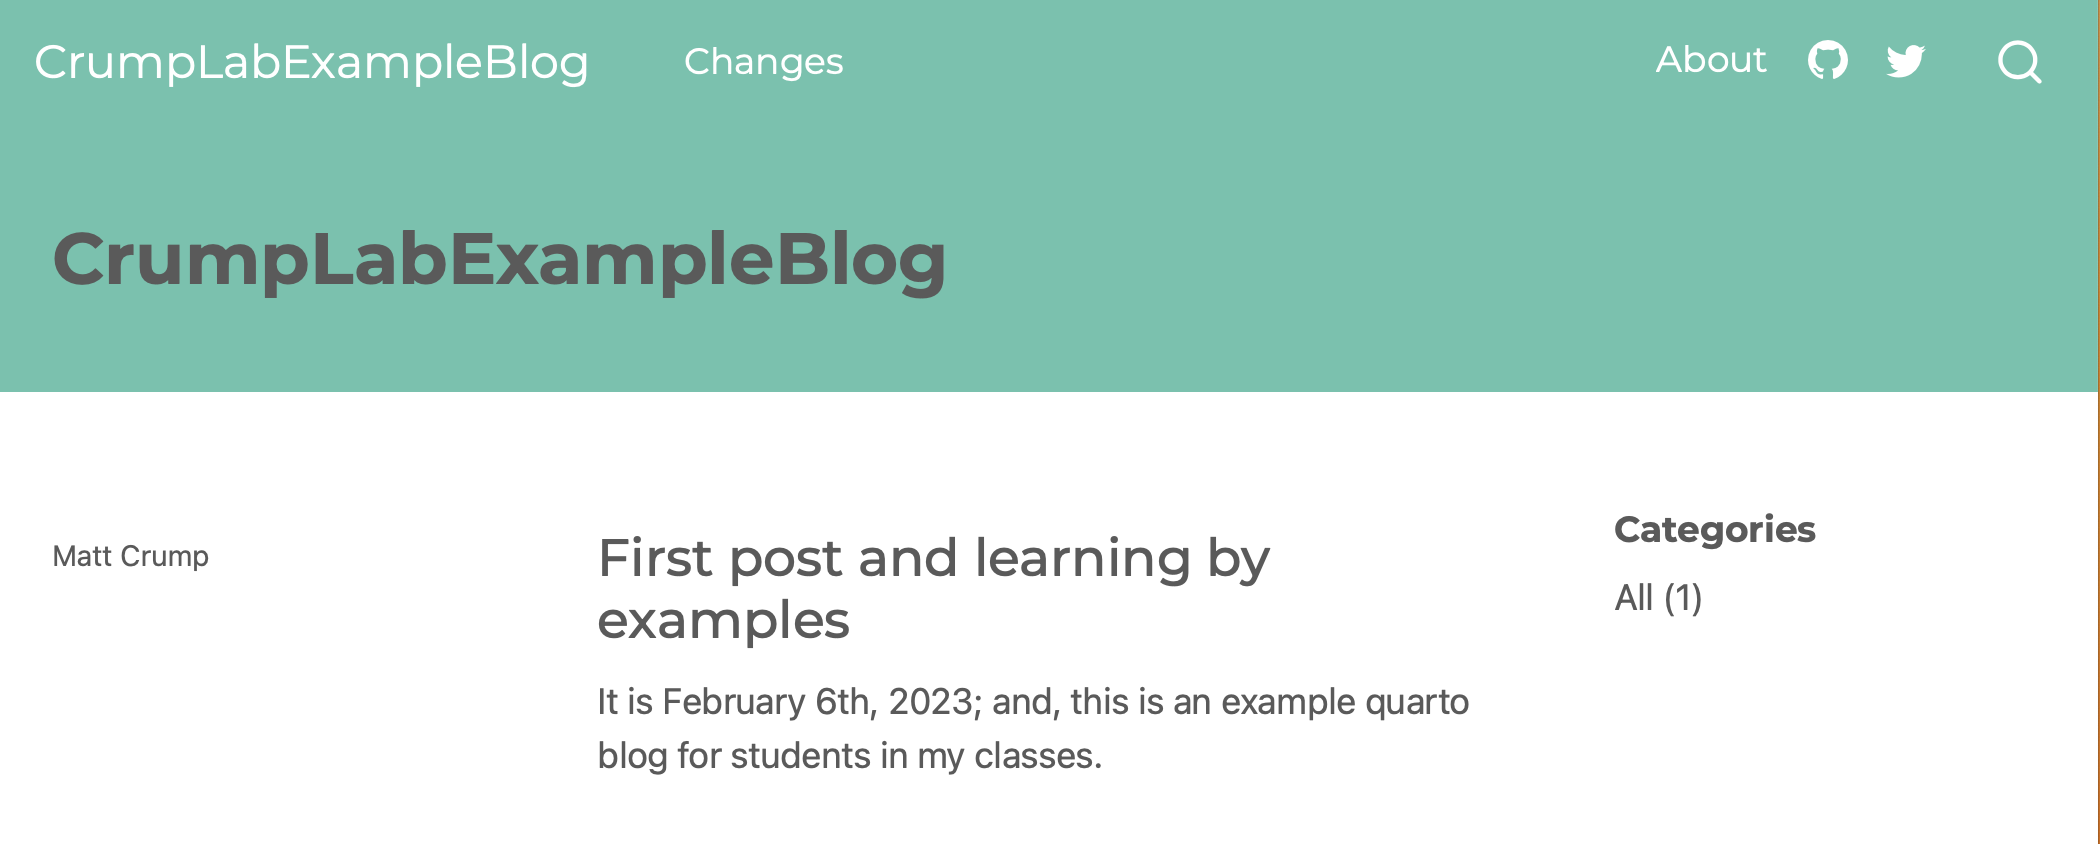 CrumpLabExampleBlog
Changes
About
CrumpLabExampleBlog
Matt Crump
First post and learning by
examples
It is February 6th, 2023; and, this is an example quarto
blog for students in my classes.
Categories
All (1)